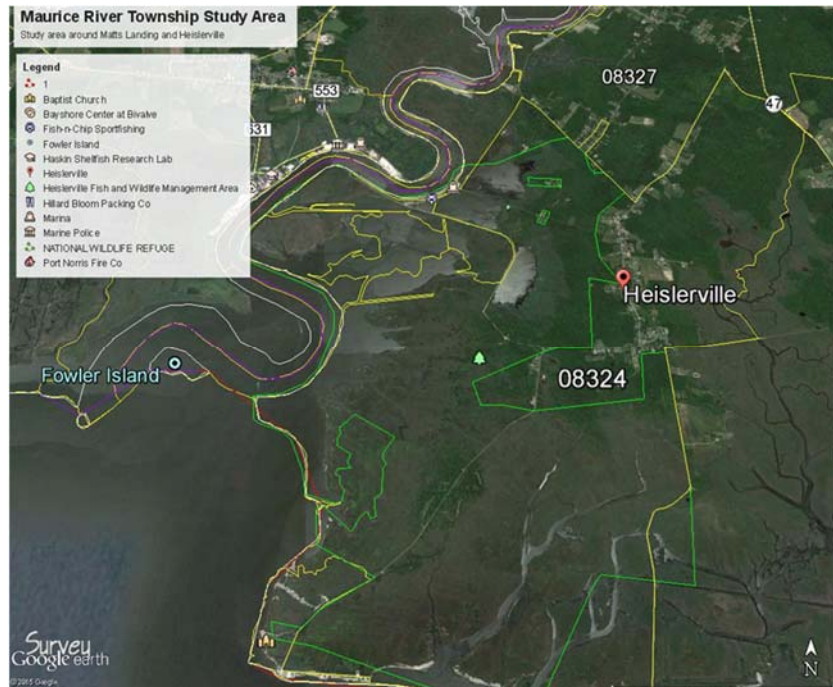 Maurice River Township Study Area
Study area around Matts Landing and Heislerville
Legend
1
Baptist Church
Bayshore Center at Bivalve
Fish-n-Chip Sportfishing
Fowler Island
Haskin Shellfish Research Lab
Heislerville
Heislerville Fish and Wildlife Management Area
Hillard Bloom Packing Co
Marina
Marine Police
NATIONAL WILDLIFE REFUGE
Port Norris Fire Co
553
631
08327
47
Heislerville
Fowler Island
08324
Survey
Google earth
©2015 Google
N